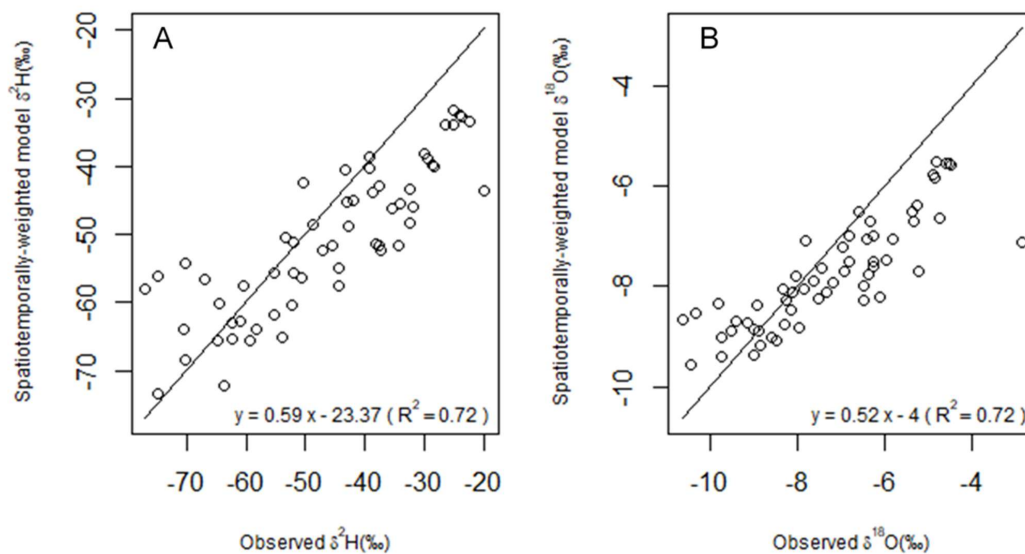 A
B
Spatiotemporally-weighted model δ²H(‰)
-20
-30
-40
-50
-60
-70
y = 0.59 x - 23.37 ( R² = 0.72 )
-70 -60 -50 -40 -30 -20
Observed δ²H(‰)
Spatiotemporally-weighted model δ¹⁸O(‰)
-4
-6
-8
-10
y = 0.52 x - 4 ( R² = 0.72 )
-10 -8 -6 -4
Observed δ¹⁸O(‰)